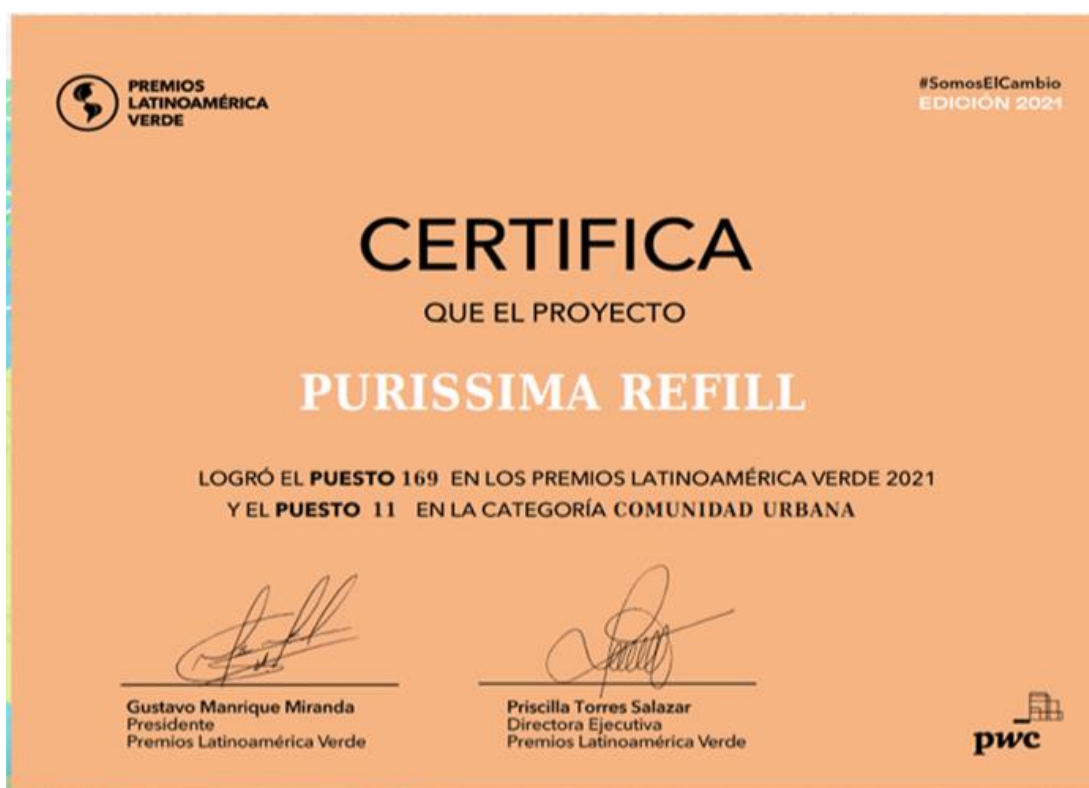 PREMIOS
LATINOAMÉRICA
VERDE
#SomosElCambio
EDICIÓN 2021
CERTIFICA
QUE EL PROYECTO
PURISSIMA REFILL
LOGRÓ EL PUESTO 169 EN LOS PREMIOS LATINOAMÉRICA VERDE 2021
Y EL PUESTO 11 EN LA CATEGORÍA COMUNIDAD URBANA
Gustavo Manrique Miranda
Presidente
Premios Latinoamérica Verde
Priscilla Torres Salazar
Directora Ejecutiva
Premios Latinoamérica Verde
pwc